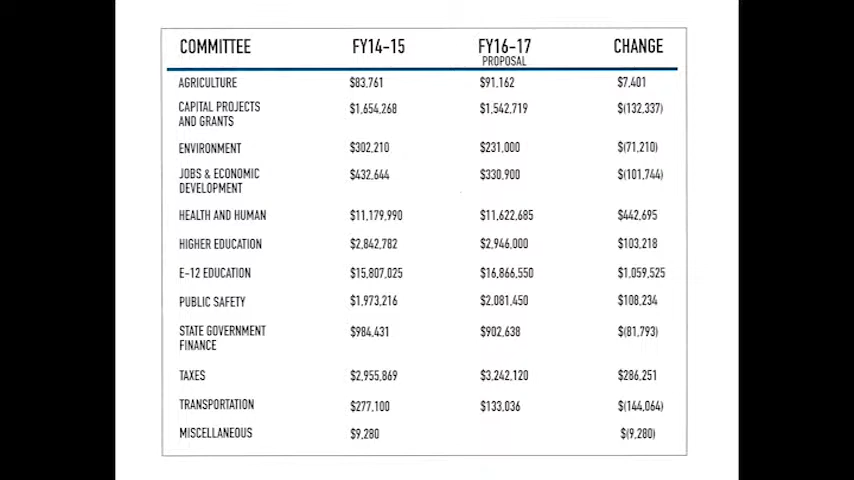 COMMITTEE FY14-15 FY16-17 CHANGE
PROPOSAL
AGRICULTURE $83,761 $91,162 $7,401
CAPITAL PROJECTS $1,654,268 $1,542,719 $(132,337)
AND GRANTS
ENVIRONMENT $302,210 $231,000 $(71,210)
JOBS & ECONOMIC $432,644 $330,900 $(101,744)
DEVELOPMENT
HEALTH AND HUMAN $11,179,990 $11,622,685 $442,695
HIGHER EDUCATION $2,842,782 $2,946,000 $103,218
E-12 EDUCATION $15,807,025 $16,866,550 $1,059,525
PUBLIC SAFETY $1,973,216 $2,081,450 $108,234
STATE GOVERNMENT $984,431 $902,638 $(81,793)
FINANCE
TAXES $2,955,869 $3,242,120 $286,251
TRANSPORTATION $277,100 $133,036 $(144,064)
MISCELLANEOUS $9,280 $(9,280)